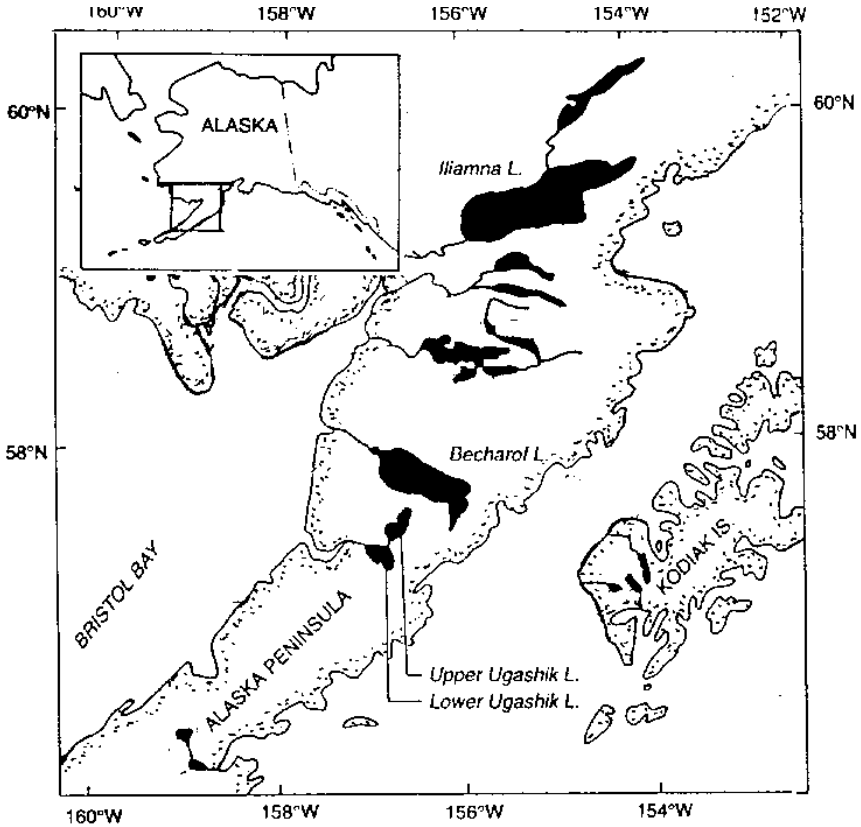 160°W 158°W 156°W 154°W 152°W
60°N 60°N
ALASKA
Iliamna L.
58°N 58°N
Becharof L.
KODIAK IS
BRISTOL BAY
ALASKA PENINSULA
Upper Ugashik L.
Lower Ugashik L.
160°W 158°W 156°W 154°W